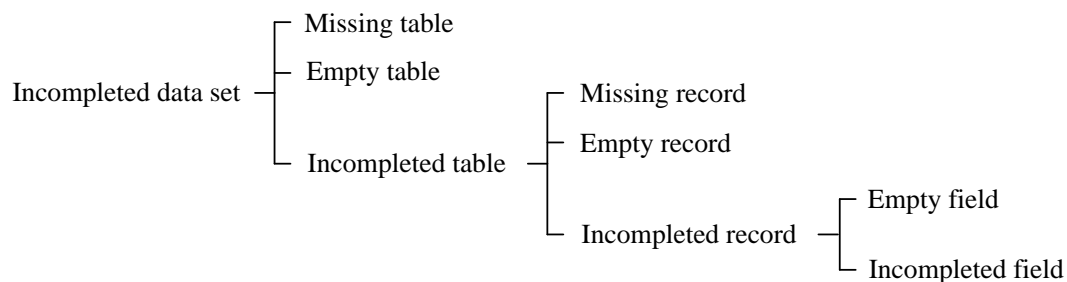 Missing table
Empty table
Incompleted data set
Missing record
Empty record
Incompleted table
Empty field
Incompleted record
Incompleted field